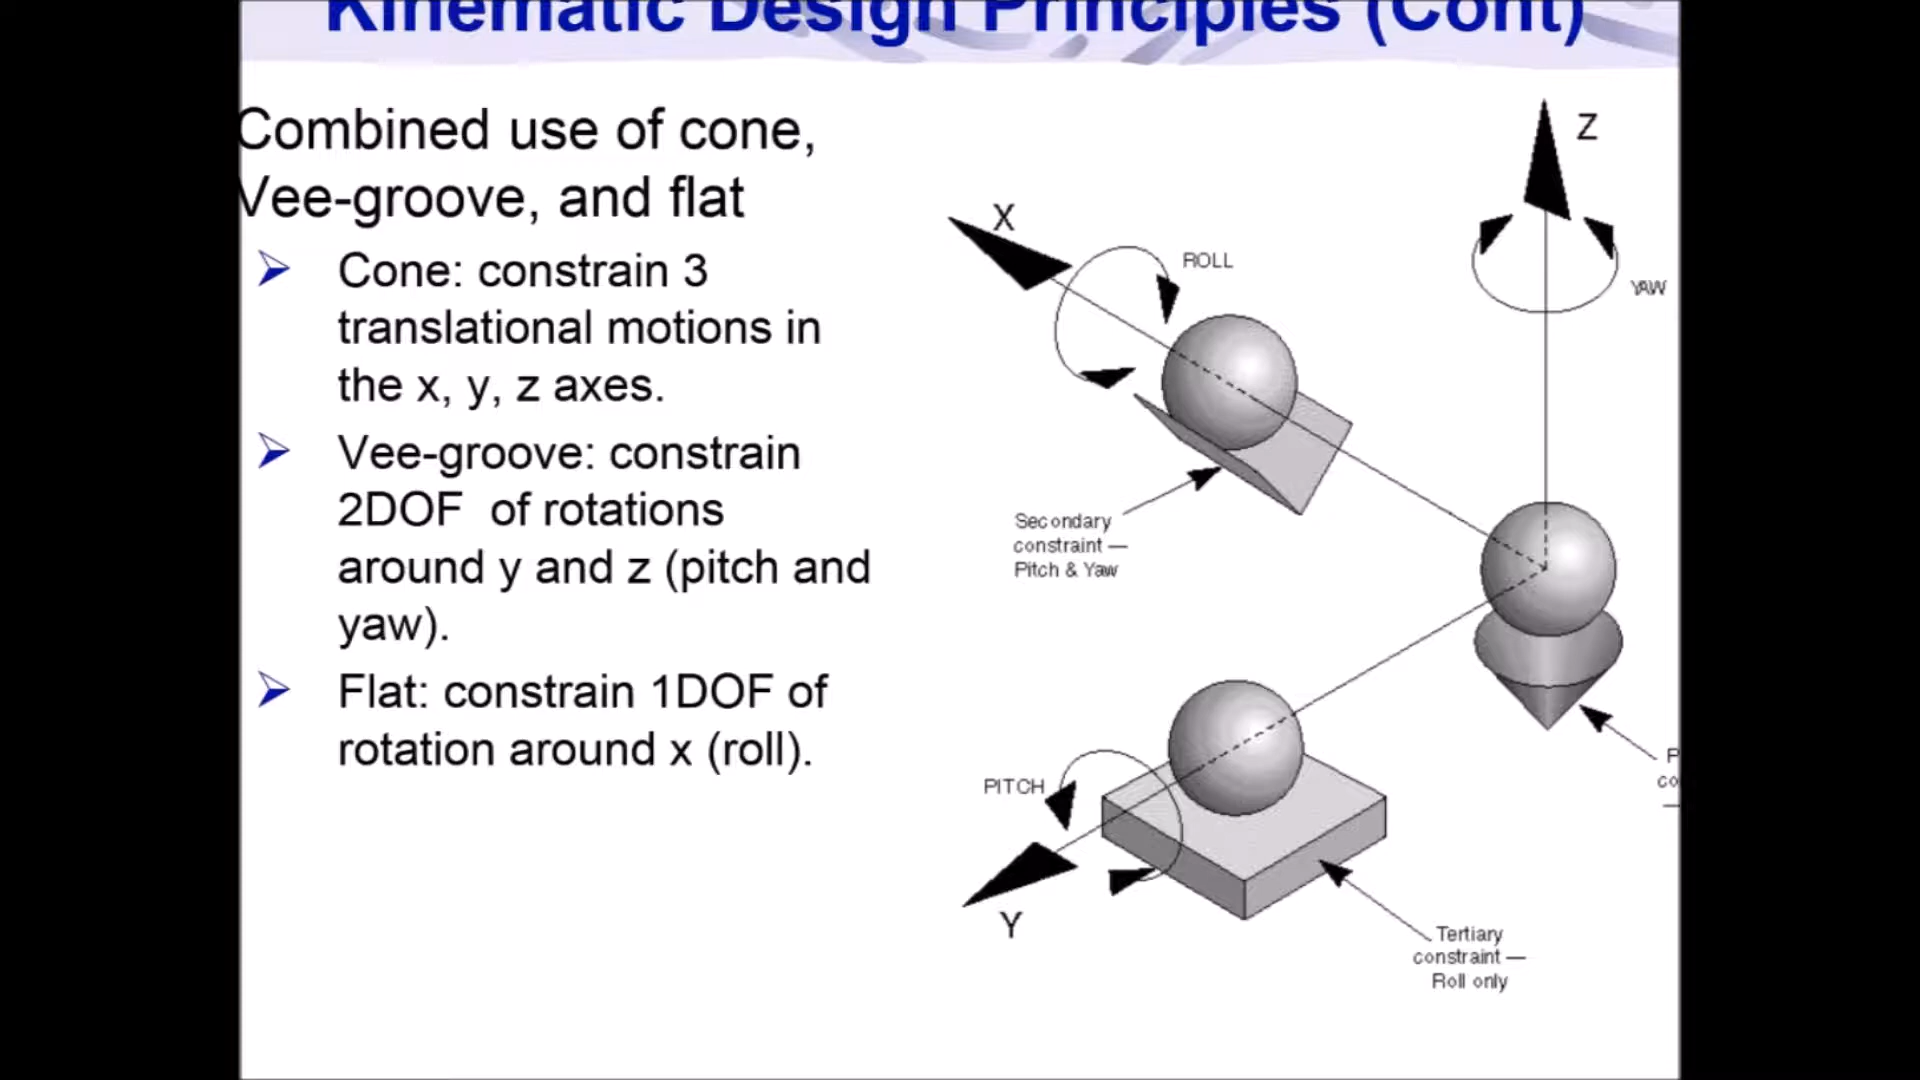 Kinematic Design Principles (Cont)
Combined use of cone,
Vee-groove, and flat
Cone: constrain 3
translational motions in
the x, y, z axes.
Vee-groove: constrain
2DOF of rotations
around y and z (pitch and
yaw).
Flat: constrain 1DOF of
rotation around x (roll).
Z
X
ROLL
YAW
Secondary
constraint —
Pitch & Yaw
PITCH
Y
Tertiary
constraint —
Roll only